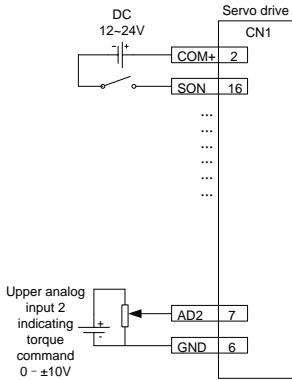 DC
12~24V
Servo drive
CN1
- +
COM+ 2
SON 16
...
...
...
...
...
...
Upper analog
input 2
indicating
torque
command
0 - ±10V
+
-
AD2 7
GND 6